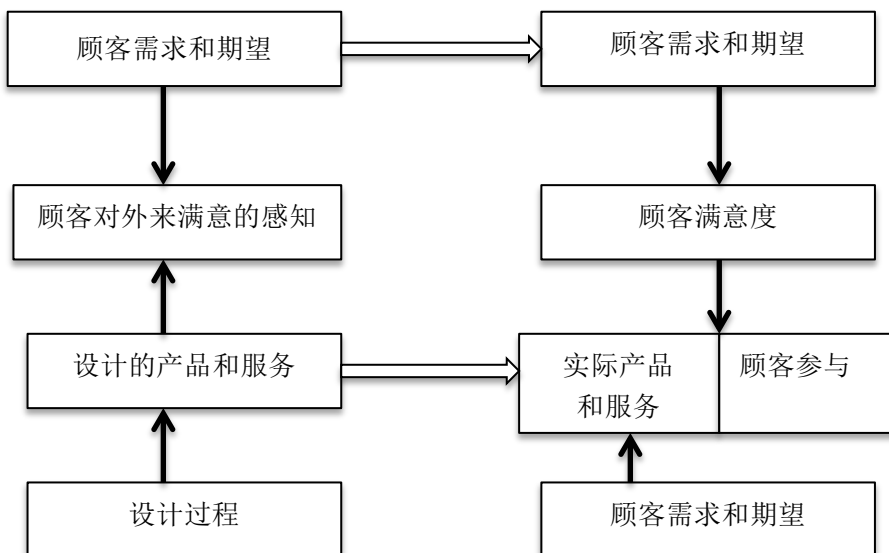 顾客需求和期望
顾客需求和期望
顾客对外来满意的感知
顾客满意度
设计的产品和服务
实际产品
和服务
顾客参与
设计过程
顾客需求和期望